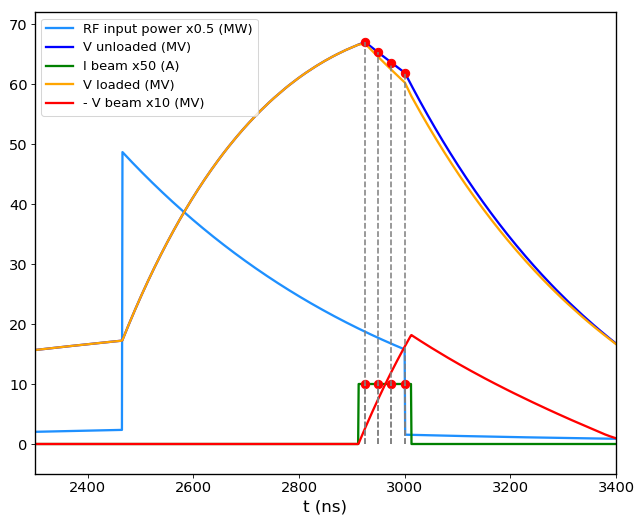 70
60
50
40
30
20
10
0
RF input power x0.5 (MW)
V unloaded (MV)
I beam x50 (A)
V loaded (MV)
- V beam x10 (MV)
2400 2600 2800 3000 3200 3400
t (ns)